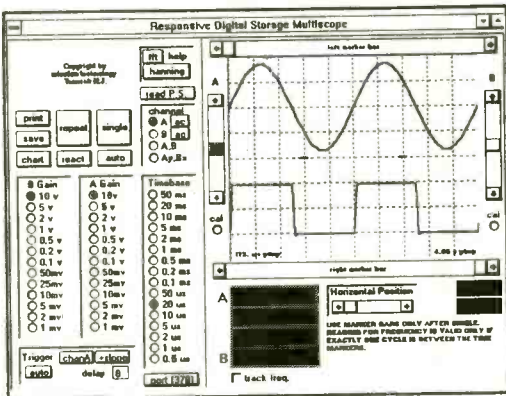 Responsive Digital Storage Multiscope
Copyright by
fft help
hanning
read P.S.
print
save
repeat
single
chart
react
auto
channel
A ac
B ac
A,B
Ay,Bx
B Gain
10 v
5 v
2 v
1 v
0.5 v
0.2 v
0.1 v
50mv
25mv
10mv
5 mv
2 mv
1 mv
A Gain
10v
5 v
2 v
1 v
0.5 v
0.2 v
0.1 v
50mv
25mv
10mv
5 mv
2 mv
1 mv
Timebase
50 ms
20 ms
10 ms
5 ms
2 ms
1 ms
0.5 ms
0.2 ms
0.1 ms
50 us
20 us
10 us
5 us
2 us
1 us
0.5 us
Trigger
chanA
+slope
auto
delay 8
port (378)
left marker bar
A
B
cal
cal
right marker bar
A
B
track freq.
Horizontal Position
USE MARKER BARS ONLY AFTER SINGLE.
READING FOR FREQUENCY IS VALID ONLY IF
EXACTLY ONE CYCLE IS BETWEEN THE TIME
MARKERS.